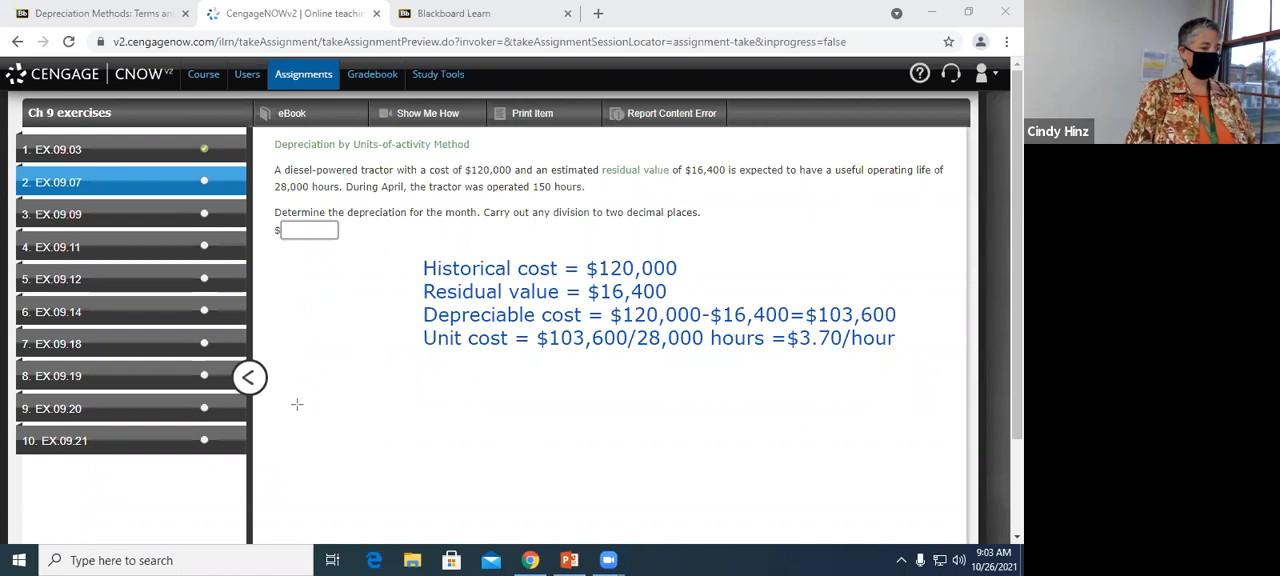 Depreciation Methods: Terms an
CengageNOWv2 | Online teachin
Blackboard Learn
v2.cengagenow.com/ilrn/takeAssignment/takeAssignmentPreview.do?invoker=&takeAssignmentSessionLocator=assignment-take&inprogress=false
CENGAGE | CNOWv2 Course Users Assignments Gradebook Study Tools
Ch 9 exercises
eBook Show Me How Print Item Report Content Error
1. EX.09.03
2. EX.09.07
3. EX.09.09
4. EX.09.11
5. EX.09.12
6. EX.09.14
7. EX.09.18
8. EX.09.19
9. EX.09.20
10. EX.09.21
Depreciation by Units-of-activity Method
A diesel-powered tractor with a cost of $120,000 and an estimated residual value of $16,400 is expected to have a useful operating life of
28,000 hours. During April, the tractor was operated 150 hours.
Determine the depreciation for the month. Carry out any division to two decimal places.
$
Historical cost = $120,000
Residual value = $16,400
Depreciable cost = $120,000-$16,400=$103,600
Unit cost = $103,600/28,000 hours =$3.70/hour
Cindy Hinz
Type here to search
9:03 AM
10/26/2021